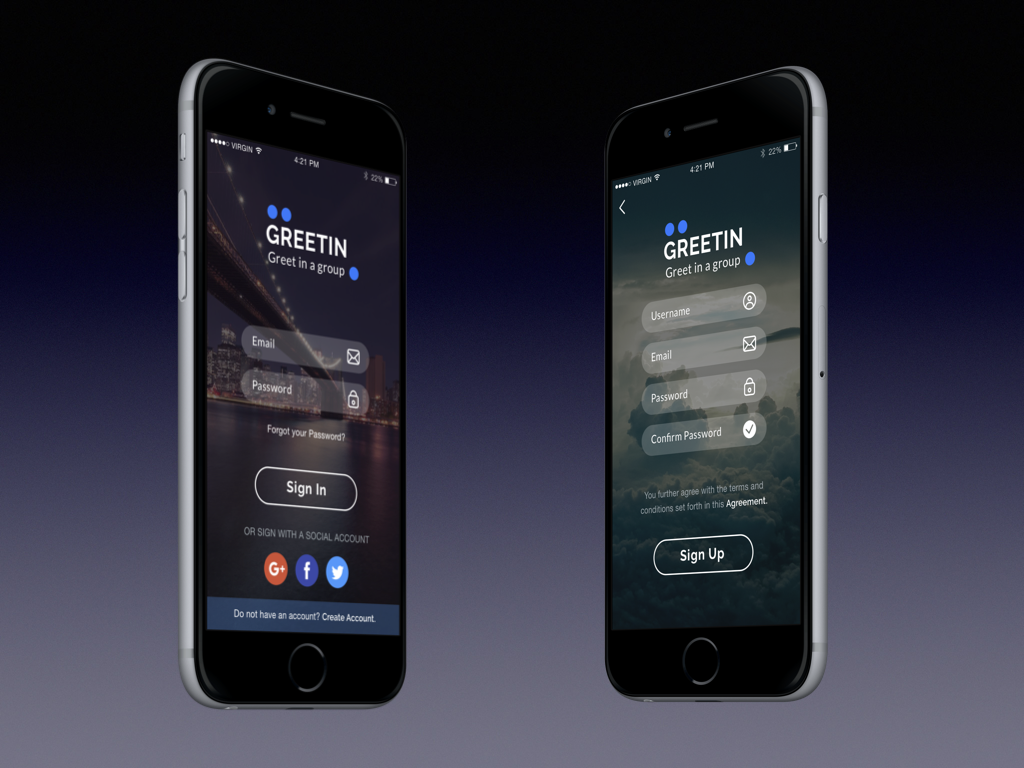 VIRGIN
4:21 PM
22%
GREETIN
Greet in a group
Email
Password
Forgot your Password?
Sign In
OR SIGN WITH A SOCIAL ACCOUNT
G+ f
Do not have an account? Create Account.
VIRGIN
4:21 PM
22%
GREETIN
Greet in a group
Username
Email
Password
Confirm Password
You further agree with the terms and
conditions set forth in this Agreement.
Sign Up